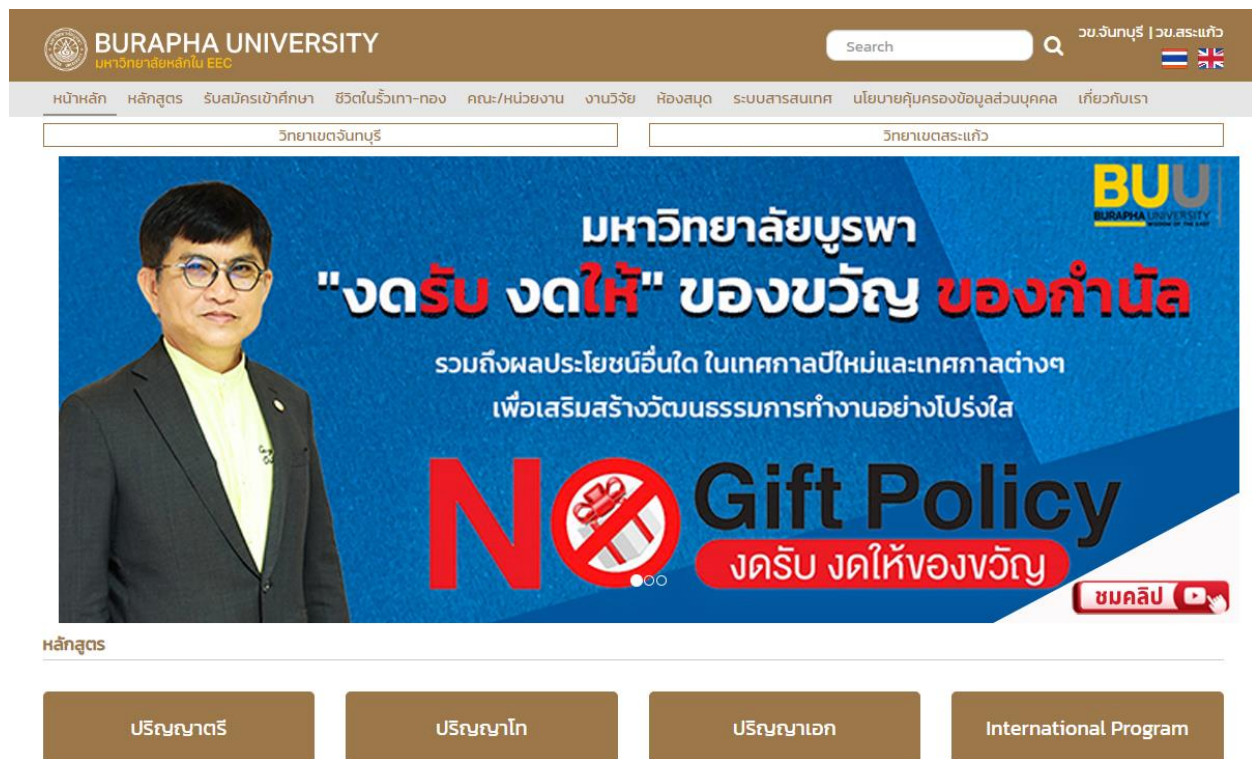 BURAPHA UNIVERSITY
มหาวิทยาลัยหลักใน EEC
Search
วข.จันทบุรี | วข.สระแก้ว
หน้าหลัก หลักสูตร รับสมัครเข้าศึกษา ชีวิตในรั้วเทา-ทอง คณะ/หน่วยงาน งานวิจัย ห้องสมุด ระบบสารสนเทศ นโยบายคุ้มครองข้อมูลส่วนบุคคล เกี่ยวกับเรา
วิทยาเขตจันทบุรี
วิทยาเขตสระแก้ว
BUU
BURAPHA UNIVERSITY
WISDOM OF THE EAST
มหาวิทยาลัยบูรพา
"งดรับ งดให้" ของขวัญ ของกำนัล
รวมถึงผลประโยชน์อื่นใด ในเทศกาลปีใหม่และเทศกาลต่างๆ
เพื่อเสริมสร้างวัฒนธรรมการทำงานอย่างโปร่งใส
NO Gift Policy
งดรับ งดให้ของขวัญ
ชมคลิป
หลักสูตร
ปริญญาตรี
ปริญญาโท
ปริญญาเอก
International Program